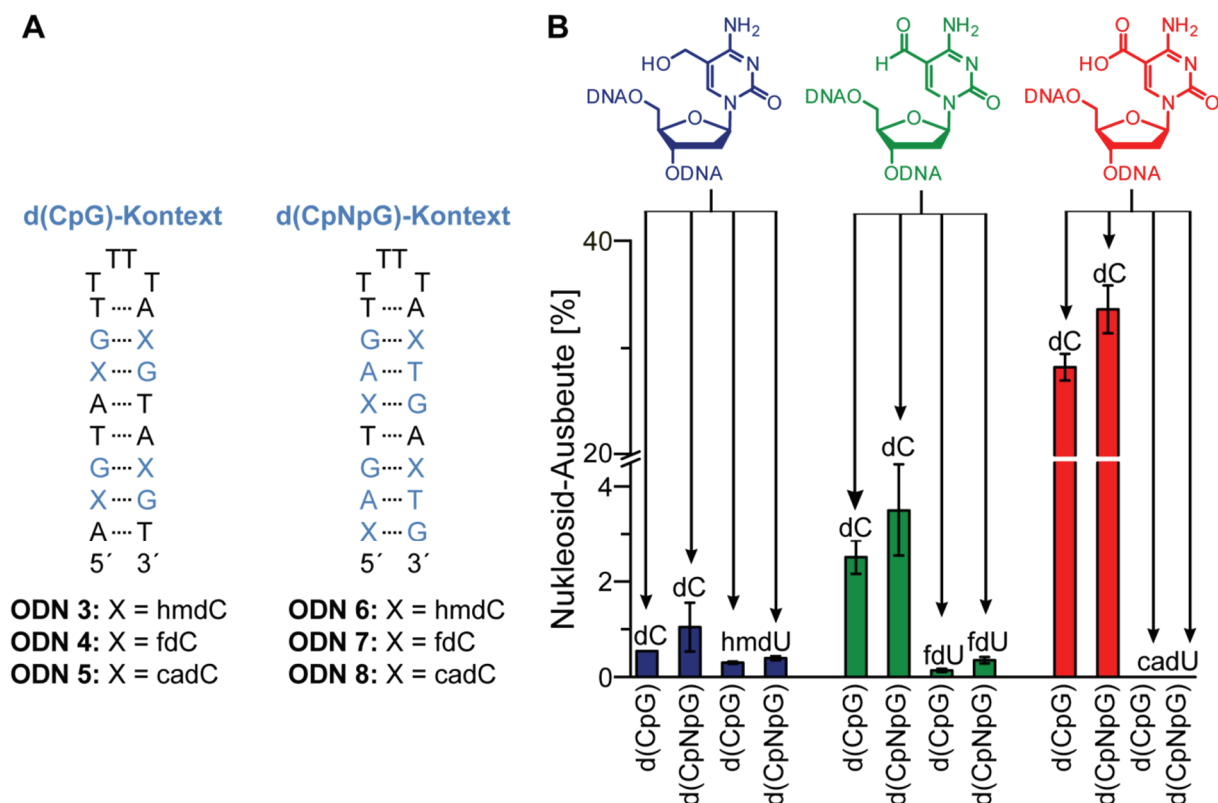 A
d(CpG)-Kontext
TT
T T
T ···· A
G ···· X
X ···· G
A ···· T
T ···· A
G ···· X
X ···· G
A ···· T
5´ 3´
ODN 3: X = hmdC
ODN 4: X = fdC
ODN 5: X = cadC
d(CpNpG)-Kontext
TT
T T
T ···· A
G ···· X
A ···· T
X ···· G
T ···· A
G ···· X
A ···· T
X ···· G
5´ 3´
ODN 6: X = hmdC
ODN 7: X = fdC
ODN 8: X = cadC
B
NH2
HO
N
N
O
DNAO
O
ODNA
O
NH2
H
N
N
O
DNAO
O
ODNA
O
NH2
HO
N
N
O
DNAO
O
ODNA
Nukleosid-Ausbeute [%]
40
20
4
2
0
dC
dC
hmdU
dC
dC
fdU
fdU
dC
dC
cadU
d(CpG)
d(CpNpG)
d(CpG)
d(CpNpG)
d(CpG)
d(CpNpG)
d(CpG)
d(CpNpG)
d(CpG)
d(CpNpG)
d(CpG)
d(CpNpG)